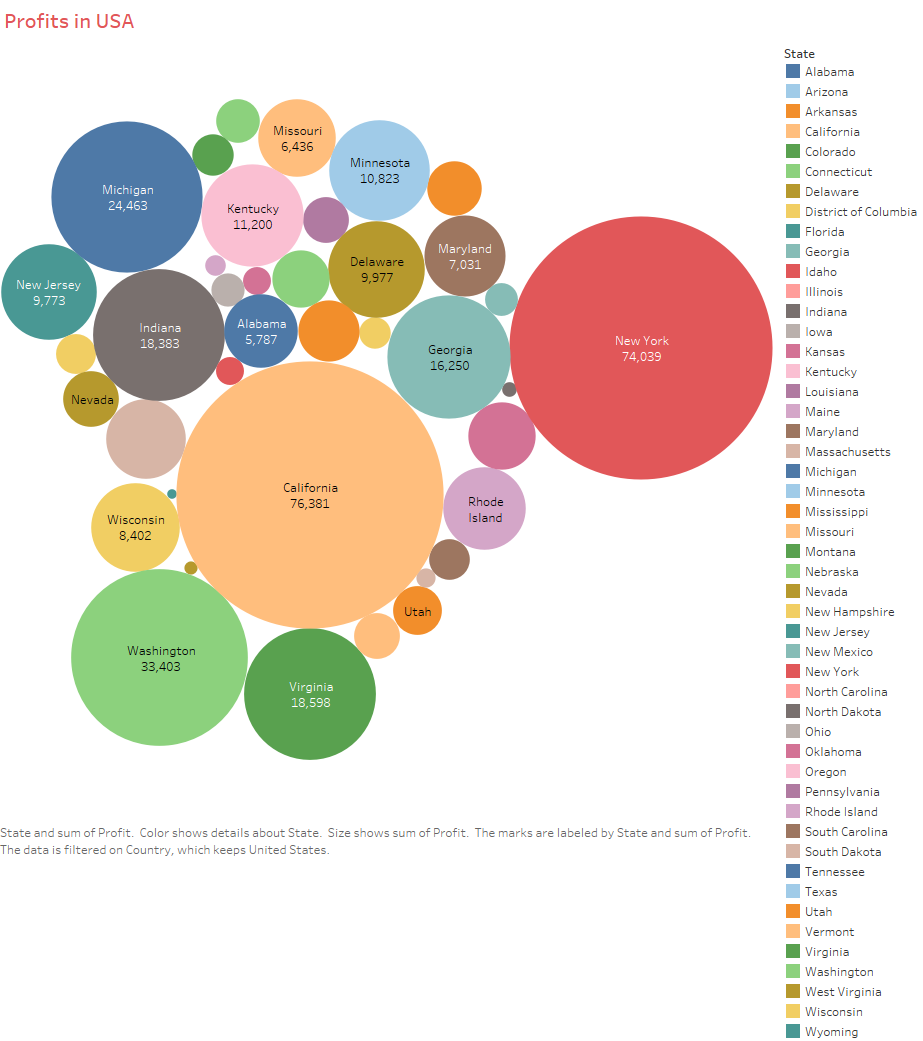 Profits in USA
Missouri
6,436
Minnesota
10,823
Michigan
24,463
Kentucky
11,200
Maryland
7,031
Delaware
9,977
New Jersey
9,773
Indiana
18,383
Alabama
5,787
Georgia
16,250
New York
74,039
Nevada
California
76,381
Rhode
Island
Wisconsin
8,402
Utah
Washington
33,403
Virginia
18,598
State and sum of Profit.  Color shows details about State.  Size shows sum of Profit.  The marks are labeled by State and sum of Profit.
The data is filtered on Country, which keeps United States.
State
Alabama
Arizona
Arkansas
California
Colorado
Connecticut
Delaware
District of Columbia
Florida
Georgia
Idaho
Illinois
Indiana
Iowa
Kansas
Kentucky
Louisiana
Maine
Maryland
Massachusetts
Michigan
Minnesota
Mississippi
Missouri
Montana
Nebraska
Nevada
New Hampshire
New Jersey
New Mexico
New York
North Carolina
North Dakota
Ohio
Oklahoma
Oregon
Pennsylvania
Rhode Island
South Carolina
South Dakota
Tennessee
Texas
Utah
Vermont
Virginia
Washington
West Virginia
Wisconsin
Wyoming